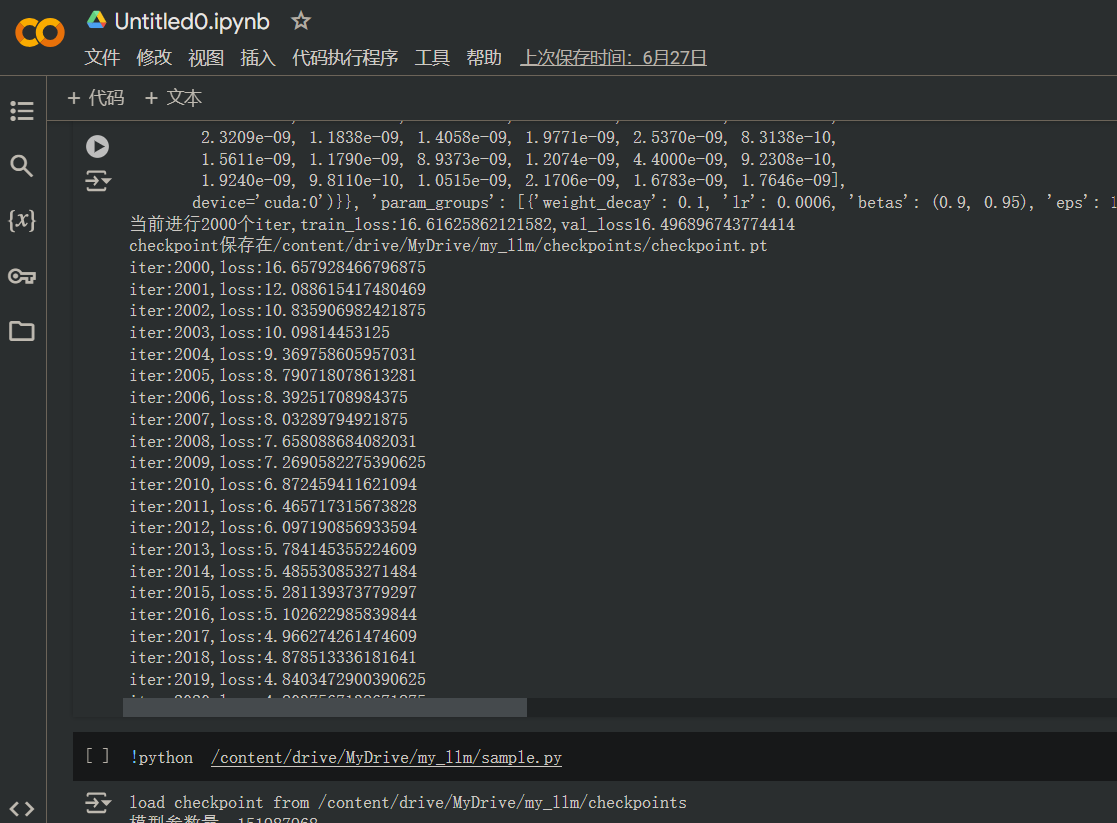 Untitled0.ipynb
文件 修改 视图 插入 代码执行程序 工具 帮助 上次保存时间：6月27日
+ 代码 + 文本
2.3209e-09, 1.1838e-09, 1.4058e-09, 1.9771e-09, 2.5370e-09, 8.3138e-10,
1.5611e-09, 1.1790e-09, 8.9373e-09, 1.2074e-09, 4.4000e-09, 9.2308e-10,
1.9240e-09, 9.8110e-10, 1.0515e-09, 2.1706e-09, 1.6783e-09, 1.7646e-09],
device='cuda:0')}}, 'param_groups': [{'weight_decay': 0.1, 'lr': 0.0006, 'betas': (0.9, 0.95), 'eps': 1
当前进行2000个iter,train_loss:16.61625862121582,val_loss16.496896743774414
checkpoint保存在/content/drive/MyDrive/my_llm/checkpoints/checkpoint.pt
iter:2000,loss:16.657928466796875
iter:2001,loss:12.088615417480469
iter:2002,loss:10.835906982421875
iter:2003,loss:10.09814453125
iter:2004,loss:9.369758605957031
iter:2005,loss:8.790718078613281
iter:2006,loss:8.39251708984375
iter:2007,loss:8.03289794921875
iter:2008,loss:7.658088684082031
iter:2009,loss:7.2690582275390625
iter:2010,loss:6.872459411621094
iter:2011,loss:6.465717315673828
iter:2012,loss:6.097190856933594
iter:2013,loss:5.784145355224609
iter:2014,loss:5.485530853271484
iter:2015,loss:5.281139373779297
iter:2016,loss:5.102622985839844
iter:2017,loss:4.966274261474609
iter:2018,loss:4.878513336181641
iter:2019,loss:4.8403472900390625
[ ] !python /content/drive/MyDrive/my_llm/sample.py
load checkpoint from /content/drive/MyDrive/my_llm/checkpoints
模型参数量